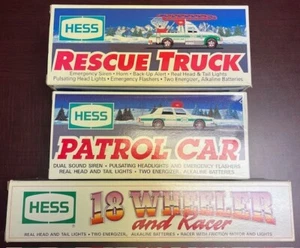 HESS
RESCUE TRUCK
Emergency Siren • Horn • Back-Up Alert • Real Head & Tail Lights
Pulsating Head Lights • Emergency Flashers • Two Energizer, Alkaline Batteries
HESS
PATROL CAR
DUAL SOUND SIREN • PULSATING HEADLIGHTS AND EMERGENCY FLASHERS
REAL HEAD AND TAIL LIGHTS • TWO ENERGIZER, ALKALINE BATTERIES
HESS
18 WHEELER
and Racer
REAL HEAD AND TAIL LIGHTS • TWO ENERGIZER, ALKALINE BATTERIES • RACER WITH FRICTION MOTOR AND LIGHTS